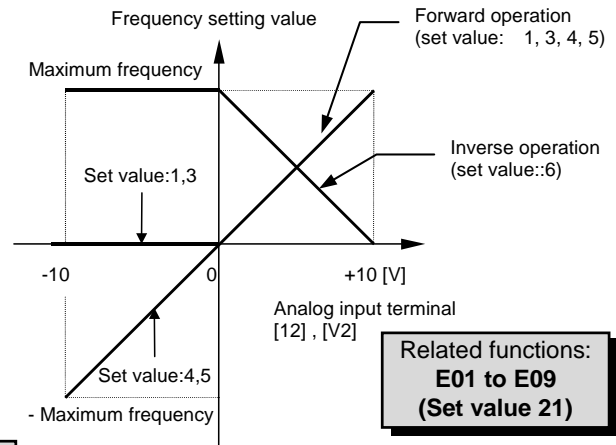 Frequency setting value
Forward operation
(set value: 1, 3, 4, 5)
Maximum frequency
Inverse operation
(set value::6)
Set value:1,3
-10
0
+10 [V]
Analog input terminal
[12] , [V2]
Set value:4,5
- Maximum frequency
Related functions:
E01 to E09
(Set value 21)